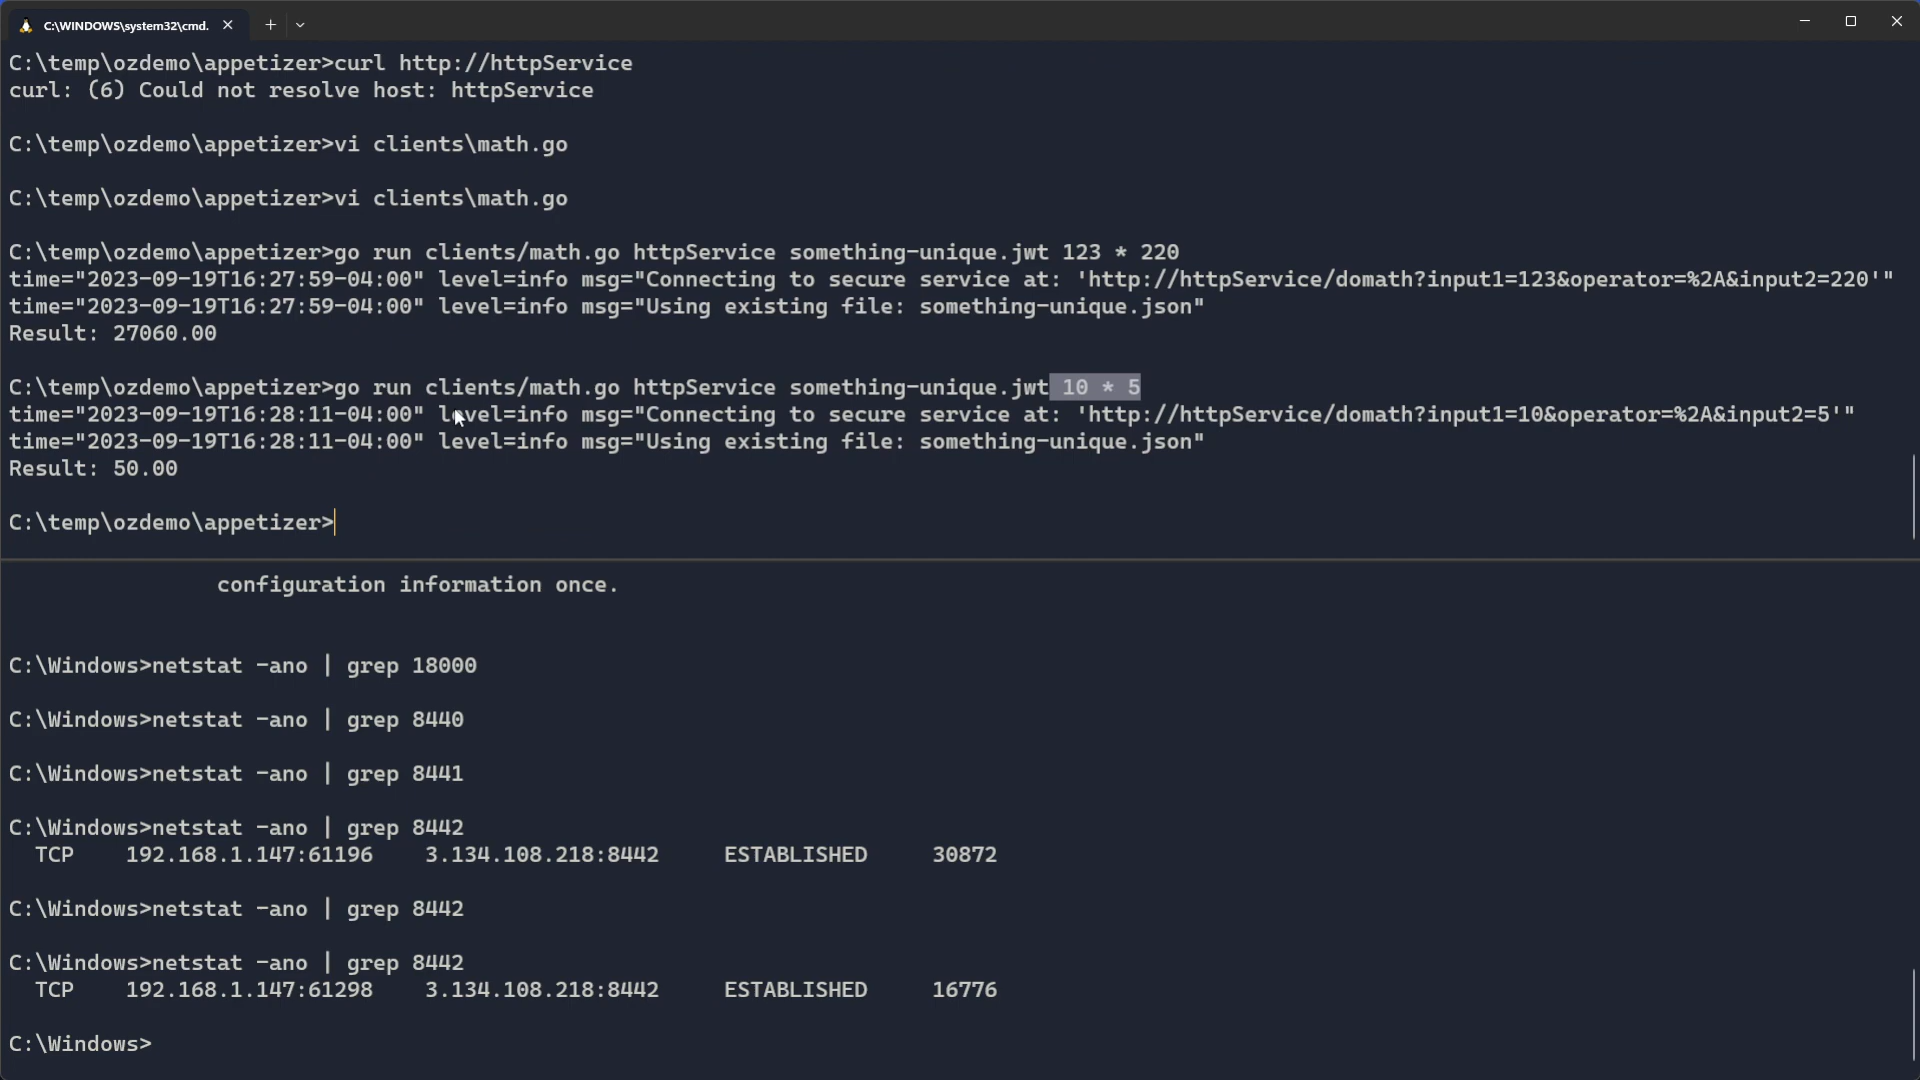 C:\WINDOWS\system32\cmd.
C:\temp\ozdemo\appetizer>curl http://httpService
curl: (6) Could not resolve host: httpService
C:\temp\ozdemo\appetizer>vi clients\math.go
C:\temp\ozdemo\appetizer>vi clients\math.go
C:\temp\ozdemo\appetizer>go run clients/math.go httpService something-unique.jwt 123 * 220
time="2023-09-19T16:27:59-04:00" level=info msg="Connecting to secure service at: 'http://httpService/domath?input1=123&operator=%2A&input2=220'"
time="2023-09-19T16:27:59-04:00" level=info msg="Using existing file: something-unique.json"
Result: 27060.00
C:\temp\ozdemo\appetizer>go run clients/math.go httpService something-unique.jwt 10 * 5
time="2023-09-19T16:28:11-04:00" level=info msg="Connecting to secure service at: 'http://httpService/domath?input1=10&operator=%2A&input2=5'"
time="2023-09-19T16:28:11-04:00" level=info msg="Using existing file: something-unique.json"
Result: 50.00
C:\temp\ozdemo\appetizer>
configuration information once.
C:\Windows>netstat -ano | grep 18000
C:\Windows>netstat -ano | grep 8440
C:\Windows>netstat -ano | grep 8441
C:\Windows>netstat -ano | grep 8442
TCP 192.168.1.147:61196 3.134.108.218:8442 ESTABLISHED 30872
C:\Windows>netstat -ano | grep 8442
C:\Windows>netstat -ano | grep 8442
TCP 192.168.1.147:61298 3.134.108.218:8442 ESTABLISHED 16776
C:\Windows>